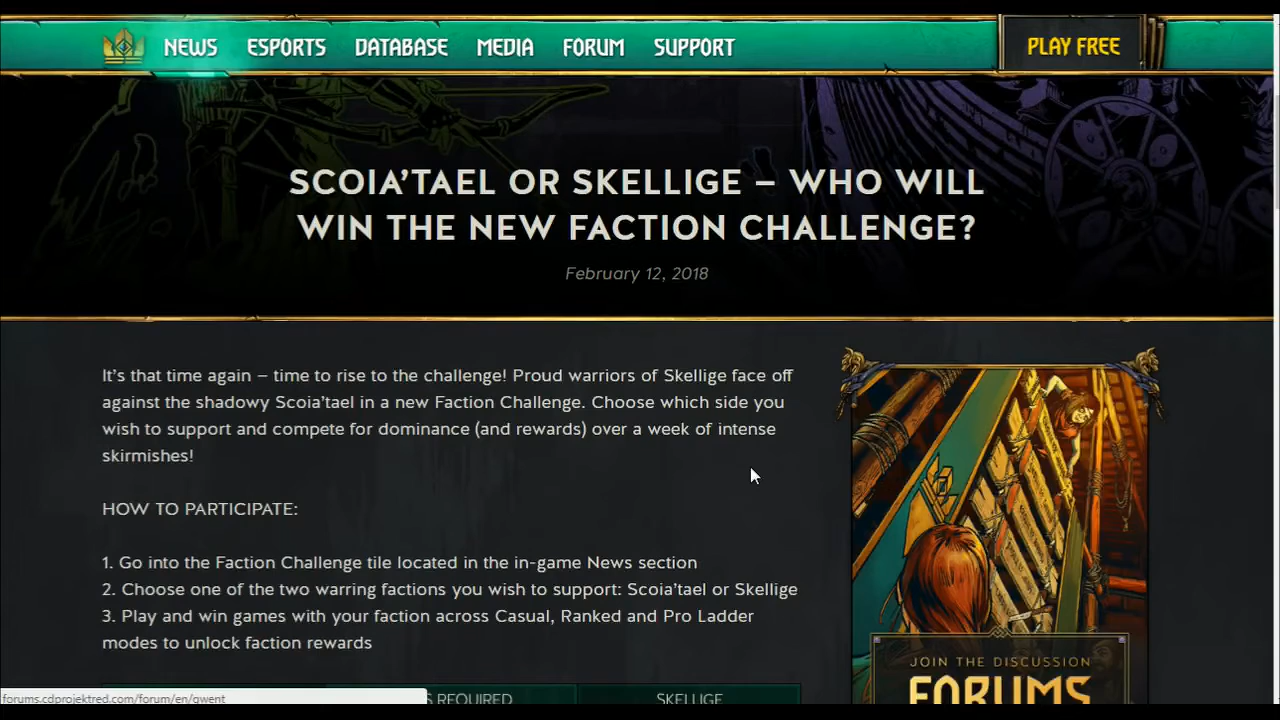 NEWS ESPORTS DATABASE MEDIA FORUM SUPPORT PLAY FREE
SCOIA'TAEL OR SKELLIGE – WHO WILL
WIN THE NEW FACTION CHALLENGE?
February 12, 2018
It's that time again – time to rise to the challenge! Proud warriors of Skellige face off
against the shadowy Scoia'tael in a new Faction Challenge. Choose which side you
wish to support and compete for dominance (and rewards) over a week of intense
skirmishes!
HOW TO PARTICIPATE:
1. Go into the Faction Challenge tile located in the in-game News section
2. Choose one of the two warring factions you wish to support: Scoia'tael or Skellige
3. Play and win games with your faction across Casual, Ranked and Pro Ladder
modes to unlock faction rewards
JOIN THE DISCUSSION
FORUMS
REQUIRED SKELLIGE
forums.cdprojektred.com/forum/en/gwent